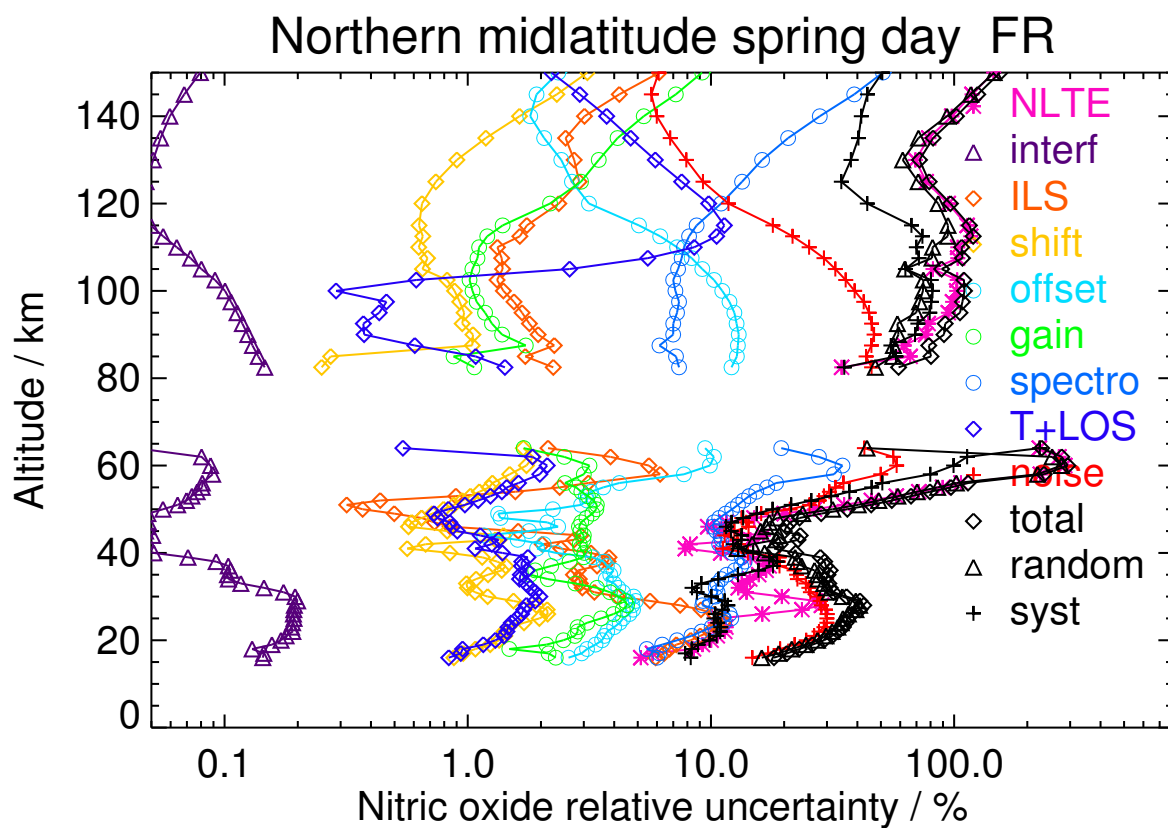 Northern midlatitude spring day FR
Altitude / km
140
120
100
80
60
40
20
0
0.1
1.0
10.0
100.0
Nitric oxide relative uncertainty / %
NLTE
interf
ILS
shift
offset
gain
spectro
T+LOS
noise
total
random
syst